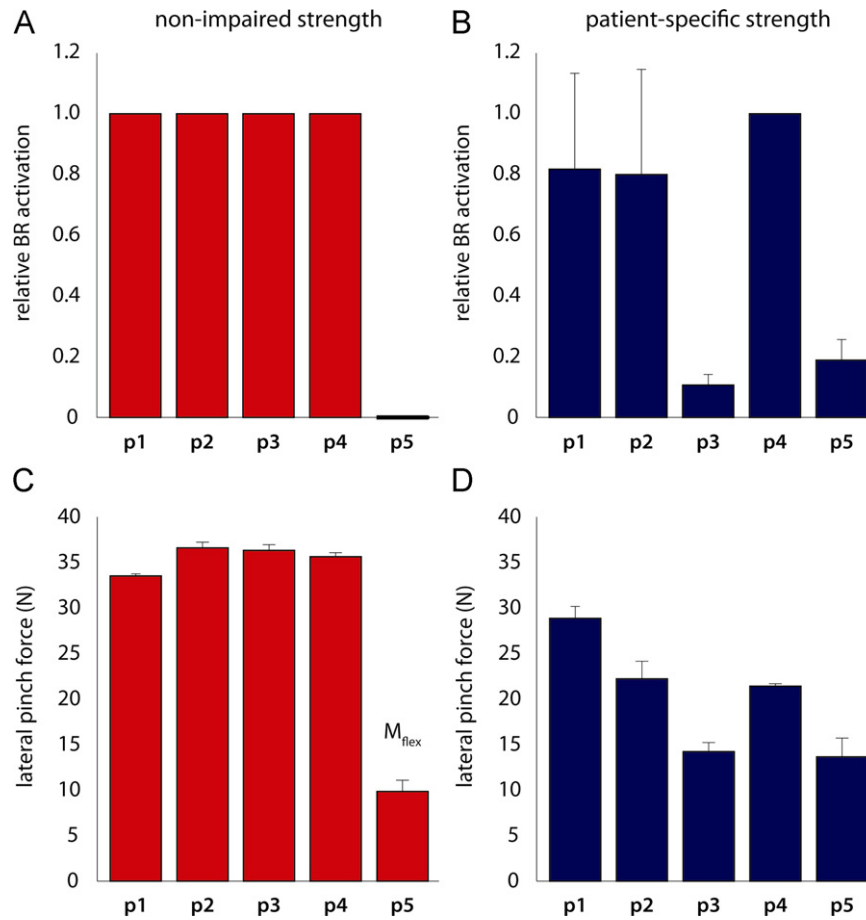 A
non-impaired strength
relative BR activation
1.2
1.0
0.8
0.6
0.4
0.2
0
p1 p2 p3 p4 p5
B
patient-specific strength
relative BR activation
1.2
1.0
0.8
0.6
0.4
0.2
0
p1 p2 p3 p4 p5
C
lateral pinch force (N)
40
35
30
25
20
15
10
5
0
Mflex
p1 p2 p3 p4 p5
D
lateral pinch force (N)
40
35
30
25
20
15
10
5
0
p1 p2 p3 p4 p5